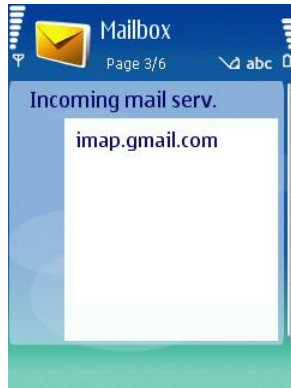 Mailbox
Page 3/6
abc
Incoming mail serv.
imap.gmail.com